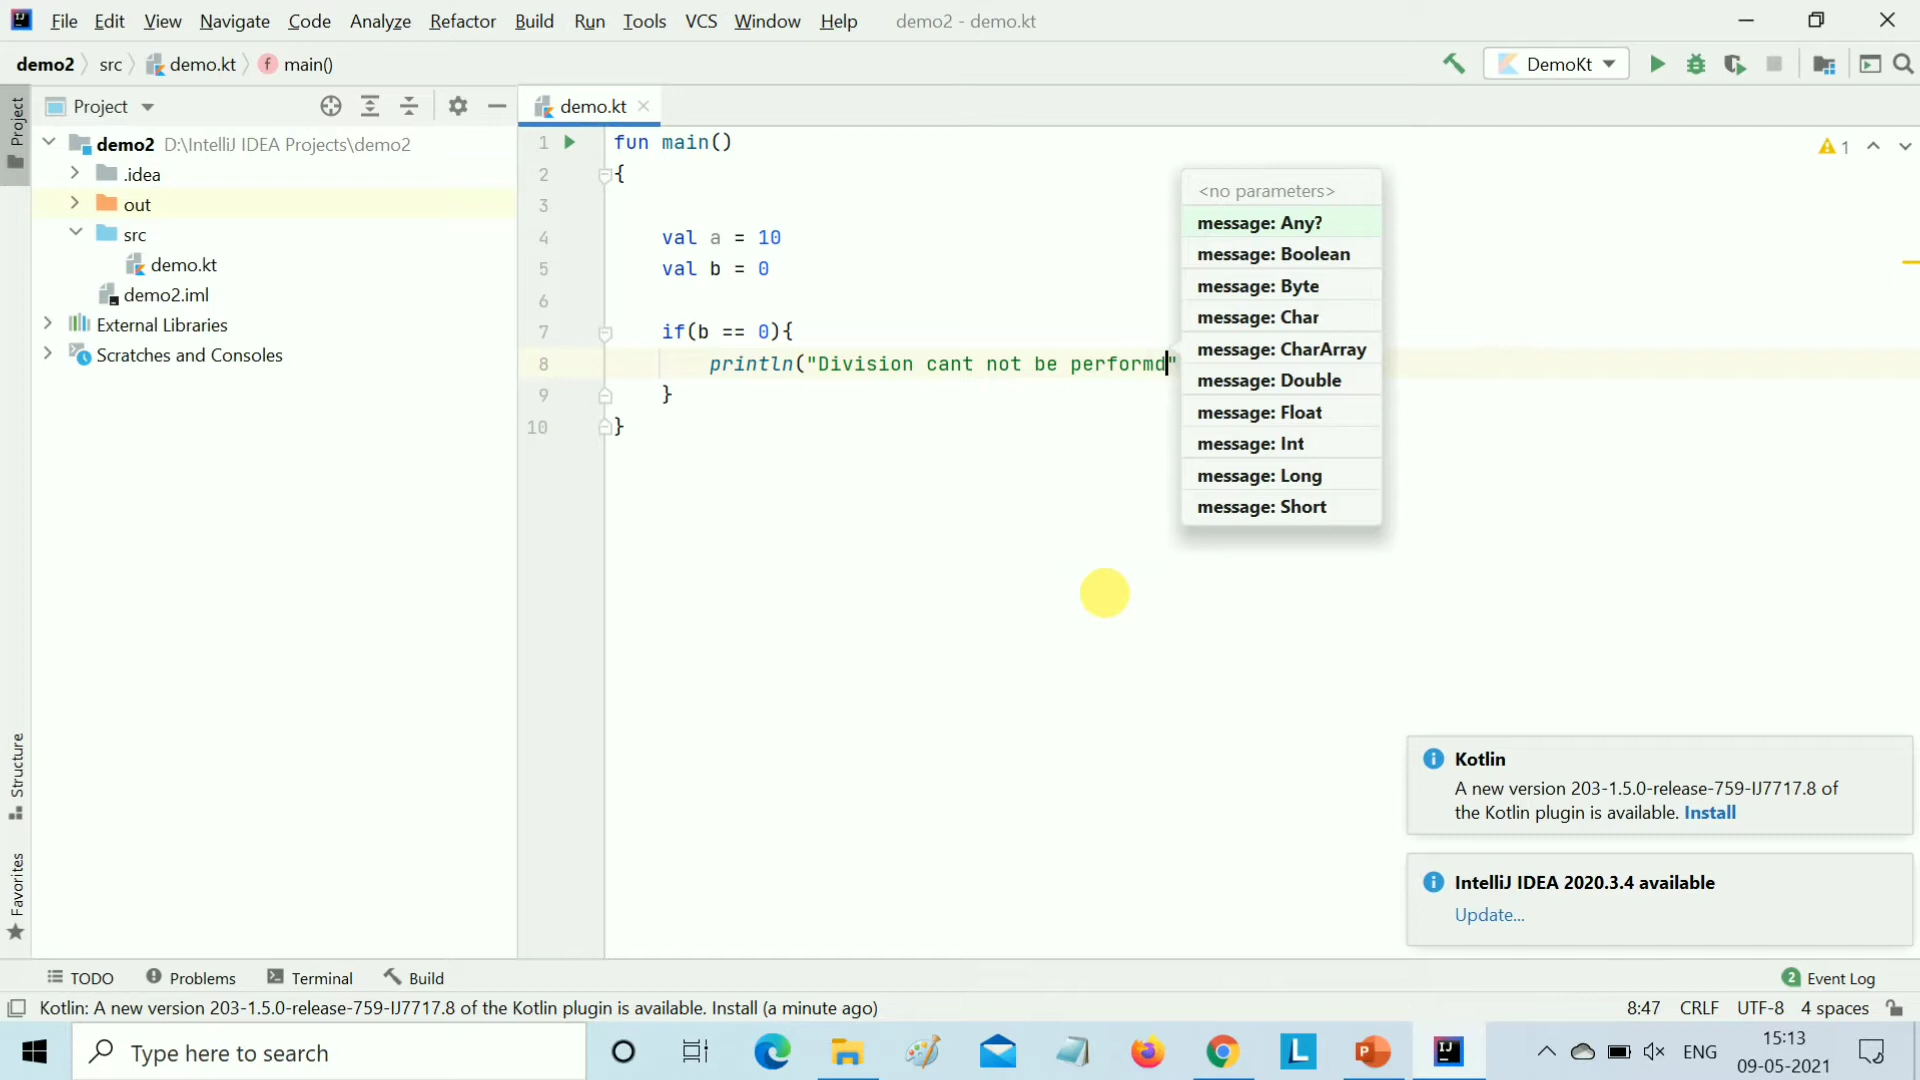 File Edit View Navigate Code Analyze Refactor Build Run Tools VCS Window Help demo2 - demo.kt
demo2 src demo.kt main() DemoKt
Project
Project demo.kt
demo2 D:\IntelliJ IDEA Projects\demo2
.idea
out
src
demo.kt
demo2.iml
External Libraries
Scratches and Consoles
1 fun main()
2 {
3
4 val a = 10
5 val b = 0
6
7 if(b == 0){
8 println("Division cant not be performd"
9 }
10 }
1
<no parameters>
message: Any?
message: Boolean
message: Byte
message: Char
message: CharArray
message: Double
message: Float
message: Int
message: Long
message: Short
Structure
Favorites
Kotlin
A new version 203-1.5.0-release-759-IJ7717.8 of
the Kotlin plugin is available. Install
IntelliJ IDEA 2020.3.4 available
Update...
TODO Problems Terminal Build 2 Event Log
Kotlin: A new version 203-1.5.0-release-759-IJ7717.8 of the Kotlin plugin is available. Install (a minute ago) 8:47 CRLF UTF-8 4 spaces
Type here to search ENG 15:13
09-05-2021